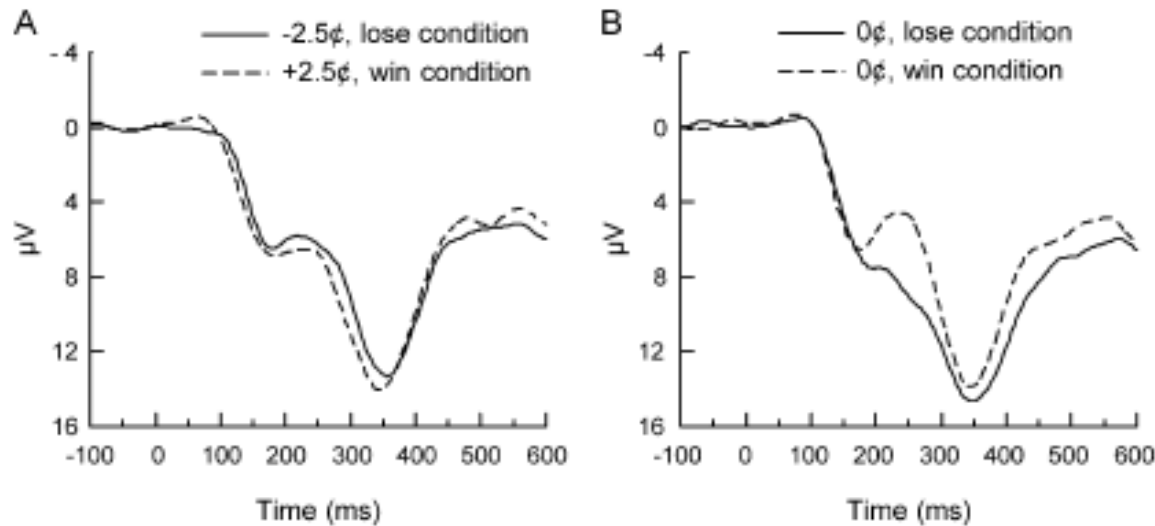 A
-2.5¢, lose condition
+2.5¢, win condition
-4
0
4
8
12
16
µV
-100 0 100 200 300 400 500 600
Time (ms)
B
0¢, lose condition
0¢, win condition
-4
0
4
8
12
16
µV
-100 0 100 200 300 400 500 600
Time (ms)